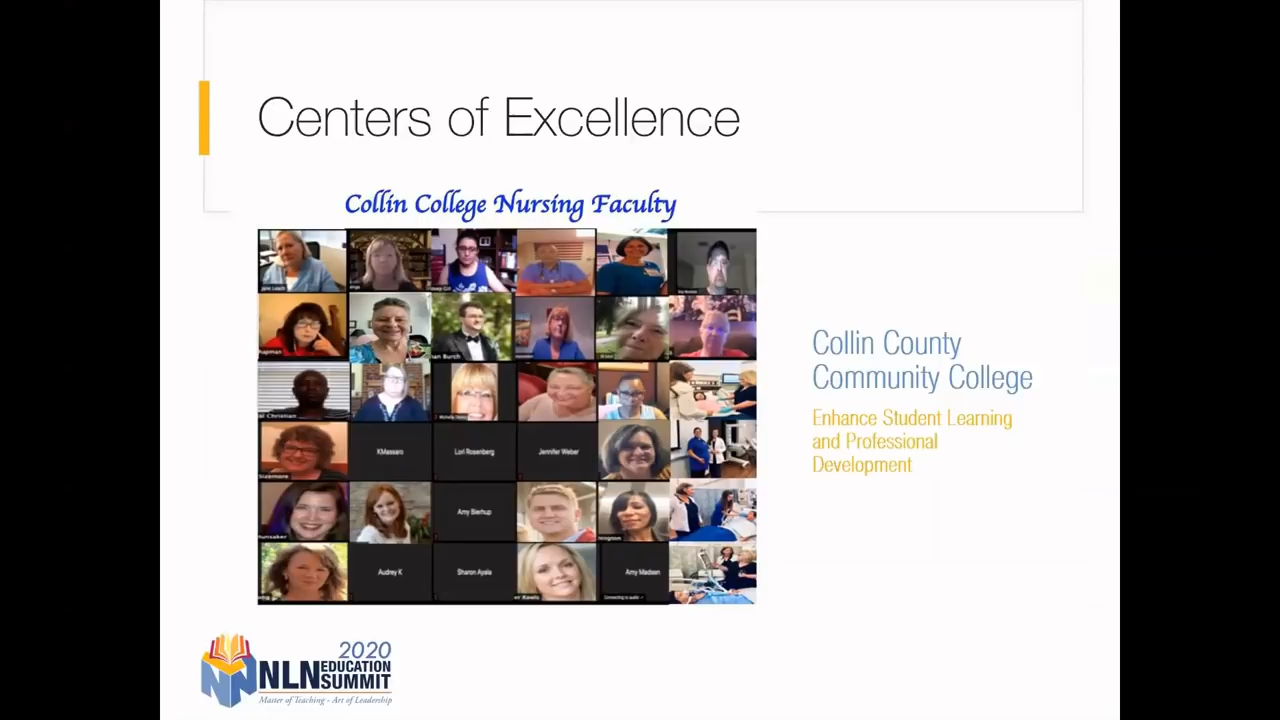 Centers of Excellence
Collin College Nursing Faculty
Collin County
Community College
Enhance Student Learning
and Professional
Development
KMassaro
Lori Rosenberg
Jennifer Weber
Amy Bierhup
Audrey K
Sharon Ayala
Amy Madsen
2020
NLN EDUCATION
SUMMIT
Master of Teaching - Art of Leadership